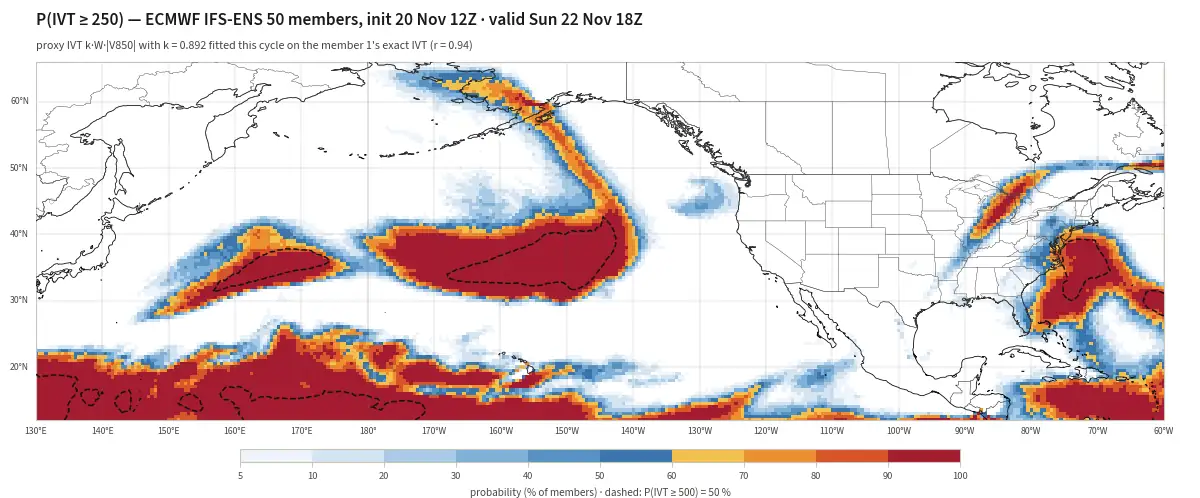 P(IVT ≥ 250) — ECMWF IFS-ENS 50 members, init 20 Nov 12Z · valid Sun 22 Nov 18Z
proxy IVT k·W·|V850| with k = 0.892 fitted this cycle on the member 1's exact IVT (r = 0.94)
60°N
50°N
40°N
30°N
20°N
130°E 140°E 150°E 160°E 170°E 180° 170°W 160°W 150°W 140°W 130°W 120°W 110°W 100°W 90°W 80°W 70°W 60°W
5 10 20 30 40 50 60 70 80 90 100
probability (% of members) · dashed: P(IVT ≥ 500) = 50 %